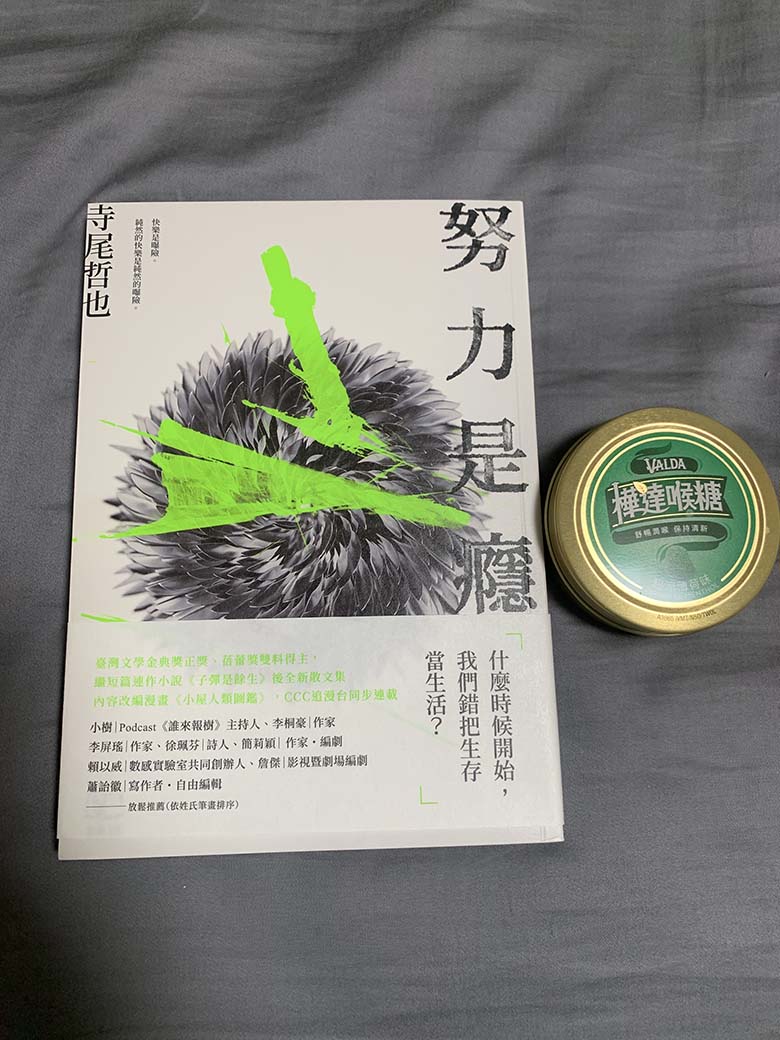 努力是癮
寺尾哲也
快樂是曝險。
純然的快樂是純然的曝險。
什麼時候開始，
我們錯把生存
當生活？
臺灣文學金典獎正獎、蓓蕾獎雙料得主，
繼短篇連作小說《子彈是餘生》後全新散文集
內容改編漫畫《小屋人類圖鑑》，CCC追漫台同步連載
小樹|Podcast《誰來報樹》主持人、李桐豪|作家
李屏瑤|作家、徐珮芬|詩人、簡莉穎|作家・編劇
賴以威|數感實驗室共同創辦人、詹傑|影視暨劇場編劇
蕭詒徽|寫作者・自由編輯
放鬆推薦(依姓氏筆畫排序)
VALDA
樺達喉糖
舒暢潤喉 保持清新